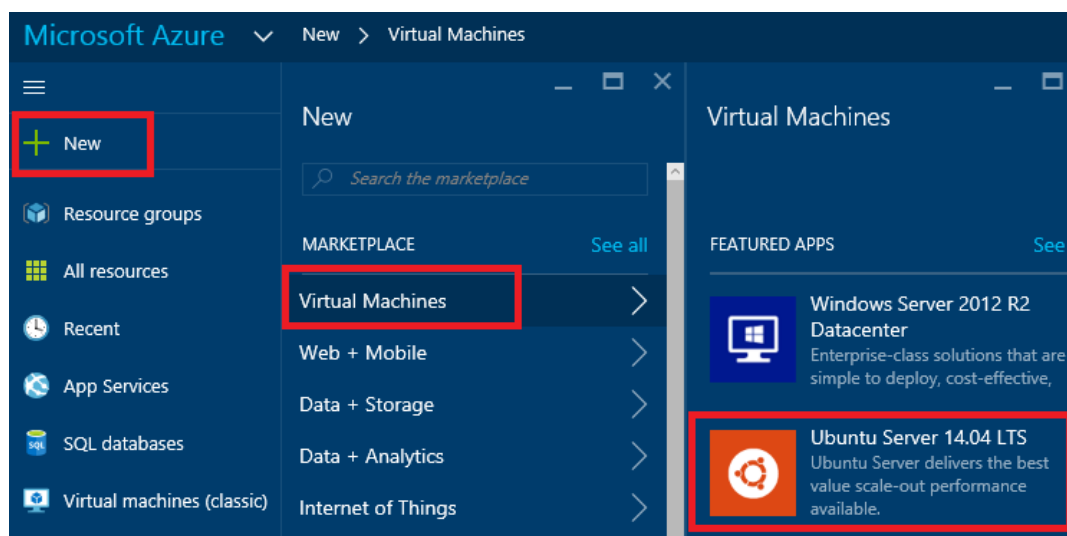 Microsoft Azure
New > Virtual Machines
New
Resource groups
All resources
Recent
App Services
SQL databases
Virtual machines (classic)
New
Search the marketplace
MARKETPLACE See all
Virtual Machines
Web + Mobile
Data + Storage
Data + Analytics
Internet of Things
Virtual Machines
FEATURED APPS See
Windows Server 2012 R2
Datacenter
Enterprise-class solutions that are
simple to deploy, cost-effective,
Ubuntu Server 14.04 LTS
Ubuntu Server delivers the best
value scale-out performance
available.